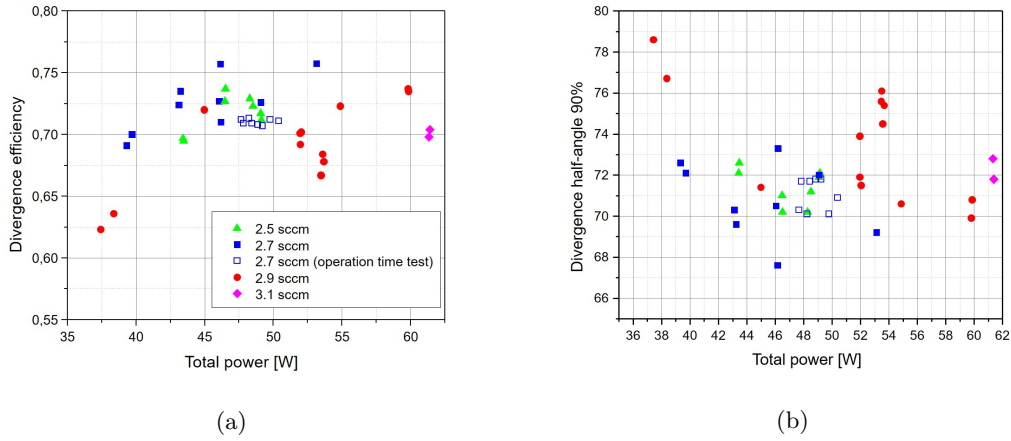 0,80
0,75
0,70
0,65
0,60
0,55
Divergence efficiency
2.5 sccm
2.7 sccm
2.7 sccm (operation time test)
2.9 sccm
3.1 sccm
35 40 45 50 55 60 65
Total power [W]
(a)
80
78
76
74
72
70
68
66
Divergence half-angle 90%
36 38 40 42 44 46 48 50 52 54 56 58 60 62
Total power [W]
(b)